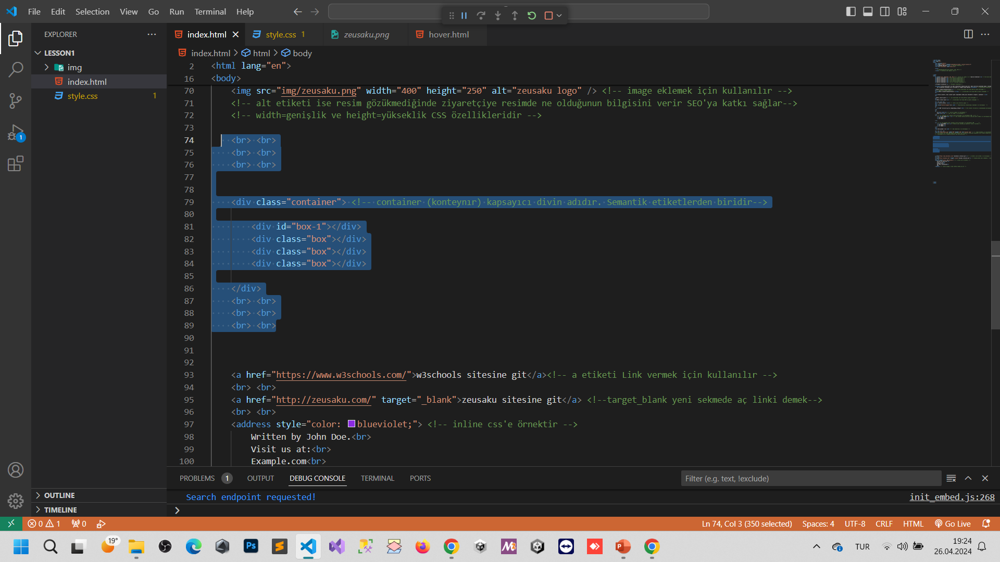 File Edit Selection View Go Run Terminal Help
EXPLORER
LESSON1
img
index.html
style.css 1
OUTLINE
TIMELINE
1
index.html style.css 1 zeusaku.png hover.html
index.html > html > body
2 <html lang="en">
16 <body>
70 <img src="img/zeusaku.png" width="400" height="250" alt="zeusaku logo" /> <!-- image eklemek için kullanılır -->
71 <!-- alt etiketi ise resim gözükmediğinde ziyaretçiye resimde ne olduğunun bilgisini verir SEO'ya katkı sağlar-->
72 <!-- width=genişlik ve height=yükseklik CSS özellikleridir -->
73
74 <br> <br>
75 <br> <br>
76 <br> <br>
77
78
79 <div class="container"> <!-- container (konteynır) kapsayıcı divin adıdır. Semantik etiketlerden biridir-->
80
81 <div id="box-1"></div>
82 <div class="box"></div>
83 <div class="box"></div>
84 <div class="box"></div>
85
86 </div>
87 <br> <br>
88 <br> <br>
89 <br> <br>
90
91
92
93 <a href="https://www.w3schools.com/">w3schools sitesine git</a><!-- a etiketi Link vermek için kullanılır -->
94 <br> <br>
95 <a href="http://zeusaku.com/" target="_blank">zeusaku sitesine git</a> <!--target_blank yeni sekmede aç linki demek-->
96 <br> <br>
97 <address style="color: blueviolet;"> <!-- inline css'e örnektir -->
98 Written by John Doe.<br>
99 Visit us at:<br>
100 Example.com<br>
PROBLEMS 1 OUTPUT DEBUG CONSOLE TERMINAL PORTS Filter (e.g. text, !exclude)
Search endpoint requested! init_embed.js:268
0 1 0 Ln 74, Col 3 (350 selected) Spaces: 4 UTF-8 CRLF HTML Go Live
19° Ps TUR 19:24
26.04.2024